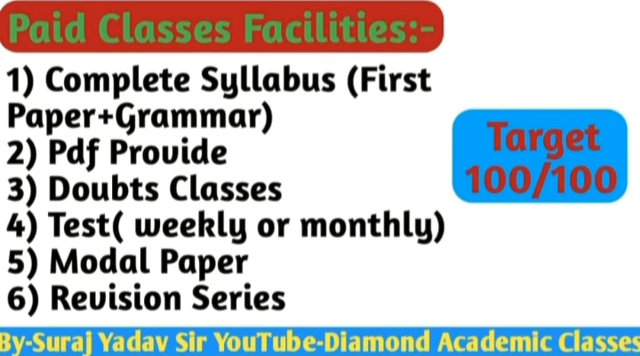 Paid Classes Facilities:-
1) Complete Syllabus (First
Paper+Grammar)
2) Pdf Provide
3) Doubts Classes
4) Test( weekly or monthly)
5) Modal Paper
6) Revision Series
Target
100/100
By-Suraj Yadav Sir YouTube-Diamond Academic Classes